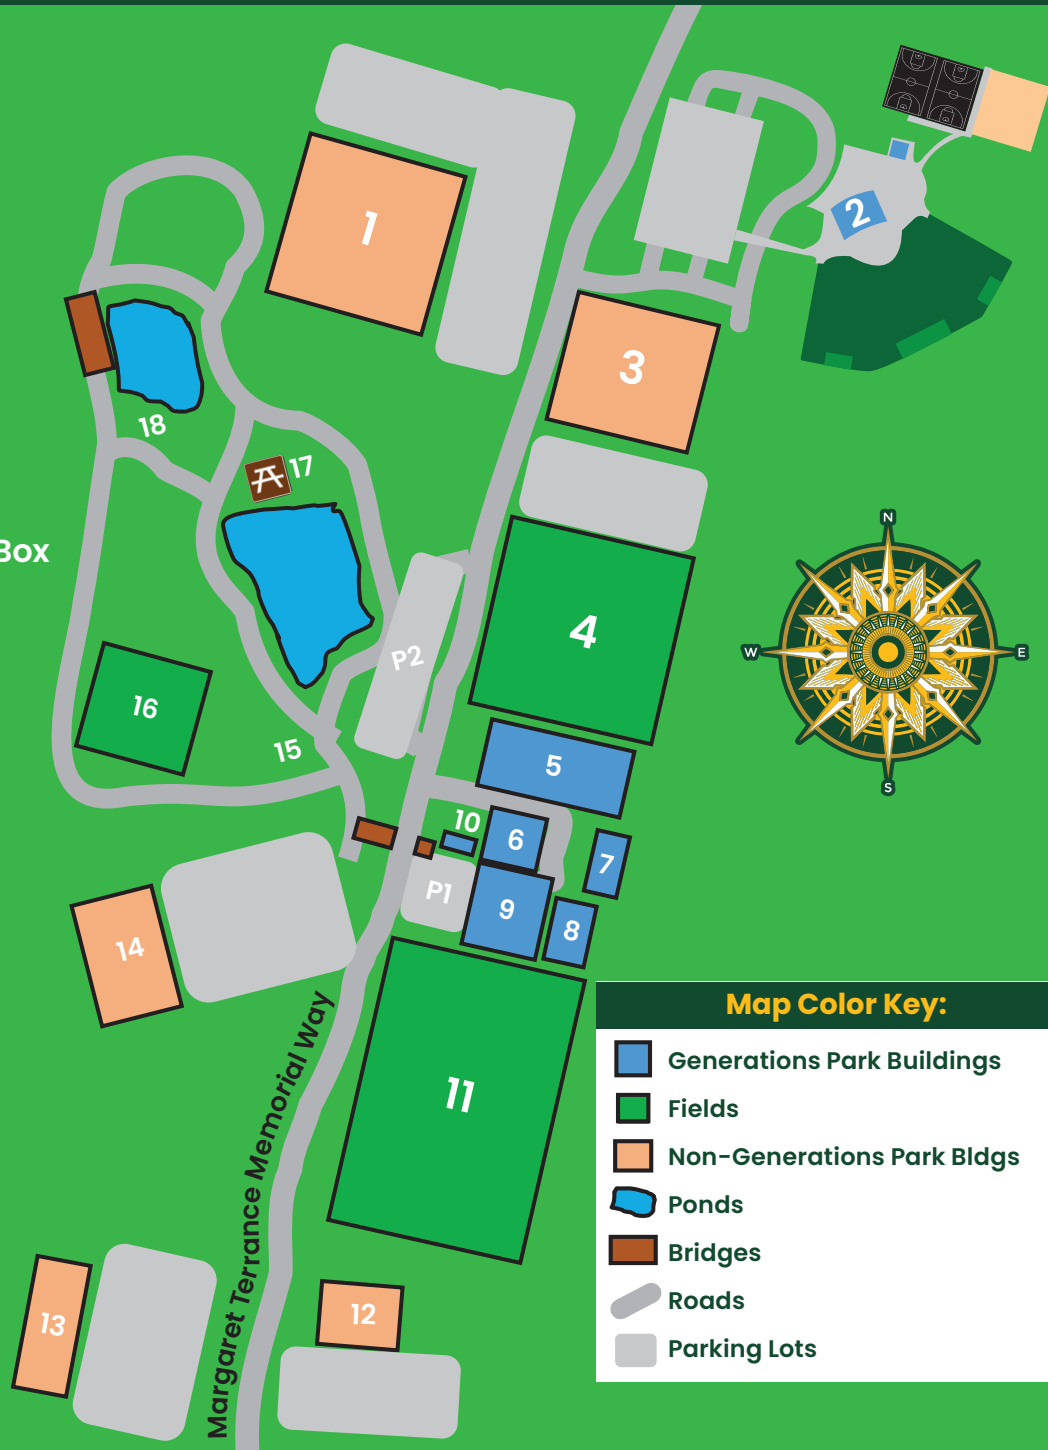 1
2
3
18
17
Box
4
N
W
E
S
P2
16
15
5
10
6
7
P1
9
8
14
11
Margaret Terrance Memorial Way
13
12
Map Color Key:
Generations Park Buildings
Fields
Non-Generations Park Bldgs
Ponds
Bridges
Roads
Parking Lots